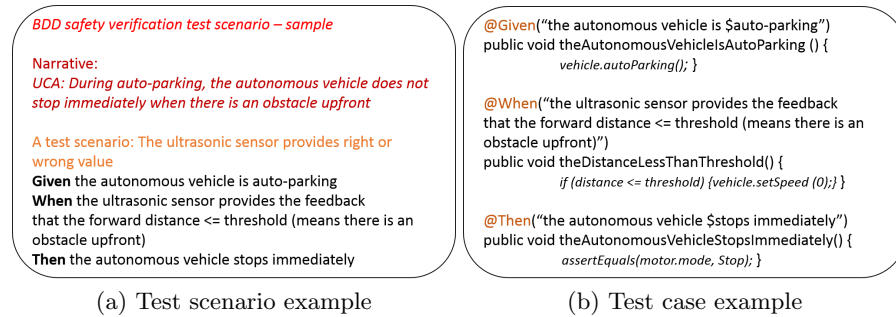 BDD safety verification test scenario – sample
Narrative:
UCA: During auto-parking, the autonomous vehicle does not
stop immediately when there is an obstacle upfront
A test scenario: The ultrasonic sensor provides right or
wrong value
Given the autonomous vehicle is auto-parking
When the ultrasonic sensor provides the feedback
that the forward distance <= threshold (means there is an
obstacle upfront)
Then the autonomous vehicle stops immediately
(a) Test scenario example
@Given(“the autonomous vehicle is $auto-parking”)
public void theAutonomousVehicleIsAutoParking () {
vehicle.autoParking(); }
@When(“the ultrasonic sensor provides the feedback
that the forward distance <= threshold (means there is an
obstacle upfront)”)
public void theDistanceLessThanThreshold() {
if (distance <= threshold) {vehicle.setSpeed (0);} }
@Then(“the autonomous vehicle $stops immediately”)
public void theAutonomousVehicleStopsImmediately() {
assertEquals(motor.mode, Stop); }
(b) Test case example